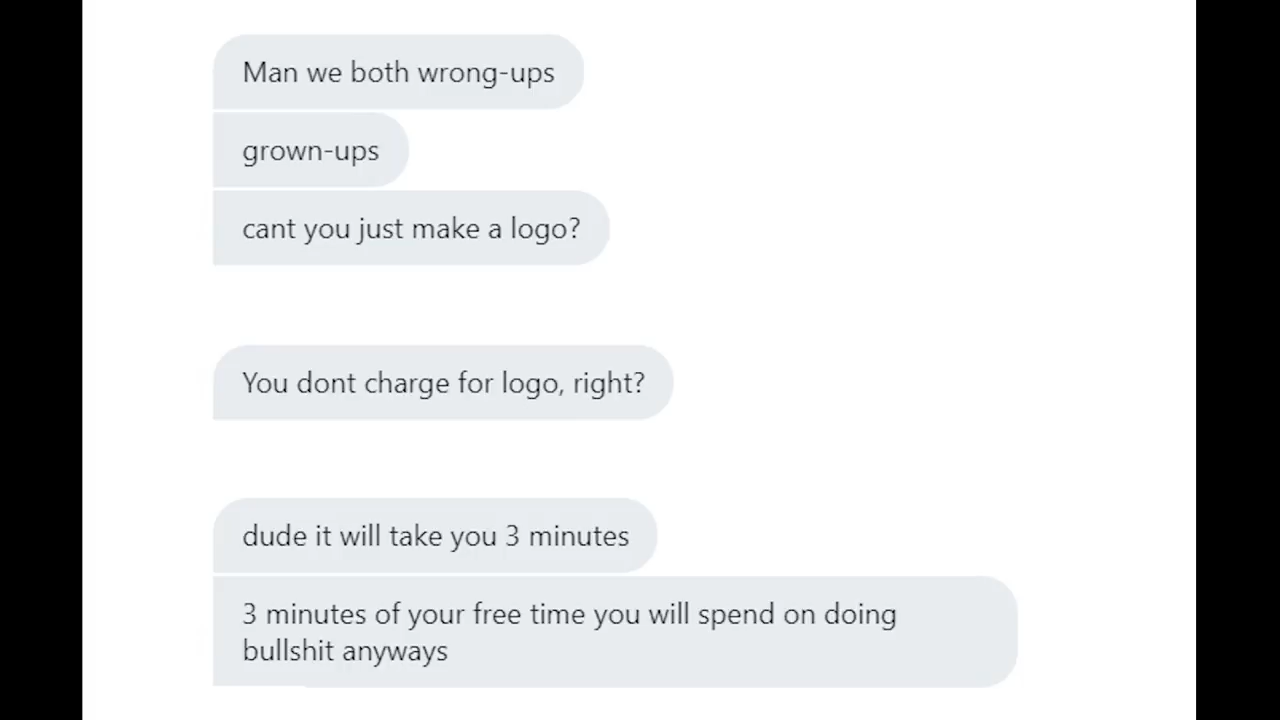 Man we both wrong-ups
grown-ups
cant you just make a logo?
You dont charge for logo, right?
dude it will take you 3 minutes
3 minutes of your free time you will spend on doing
bullshit anyways